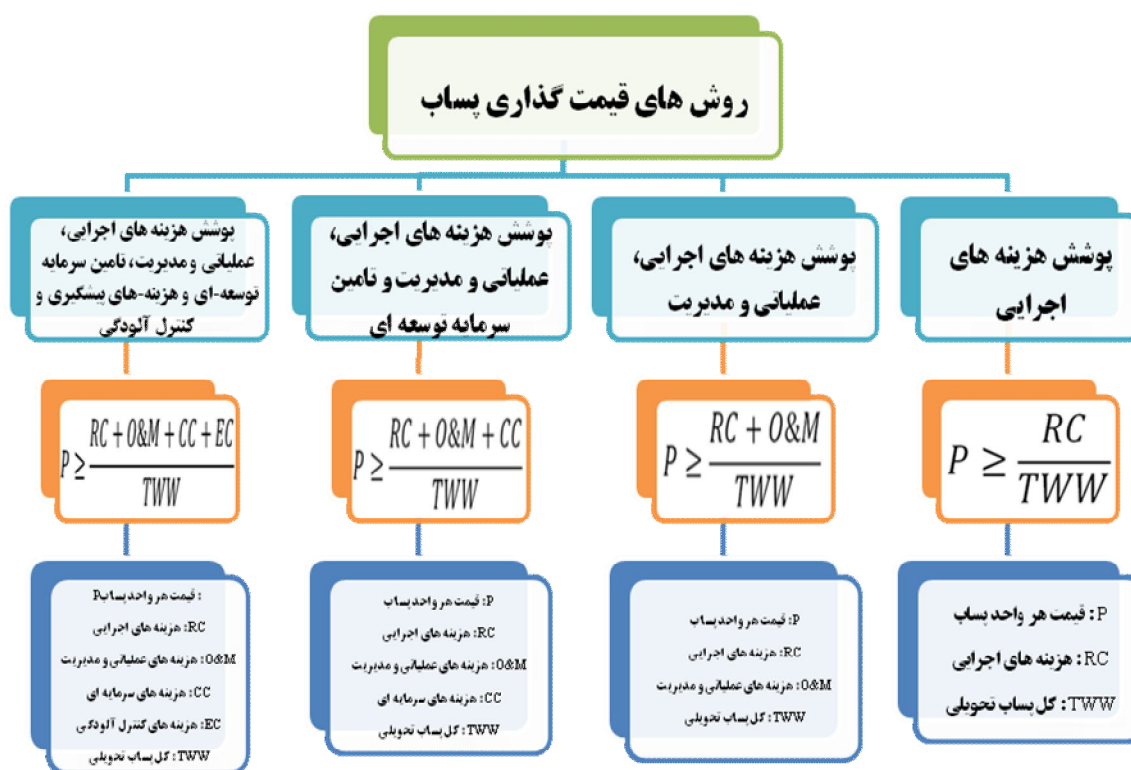 روش های قیمت گذاری پساب
پوشش هزینه های
اجرایی
پوشش هزینه های اجرایی،
عملیاتی و مدیریت
پوشش هزینه های اجرایی،
عملیاتی و مدیریت و تامین
سرمایه توسعه ای
پوشش هزینه های اجرایی،
عملیاتی و مدیریت، تامین سرمایه
توسعه-ای و هزینه-های پیشگیری و
کنترل آلودگی
P ≥ RC / TWW
P ≥ RC + O&M / TWW
P ≥ RC + O&M + CC / TWW
P ≥ RC + O&M + CC + EC / TWW
P: قیمت هر واحد پساب
RC: هزینه های اجرایی
TWW: کل پساب تحویلی
P: قیمت هر واحد پساب
RC: هزینه های اجرایی
O&M: هزینه های عملیاتی و مدیریت
TWW: کل پساب تحویلی
P: قیمت هر واحد پساب
RC: هزینه های اجرایی
O&M: هزینه های عملیاتی و مدیریت
CC: هزینه های سرمایه ای
TWW: کل پساب تحویلی
: قیمت هر واحد پسابP
RC: هزینه های اجرایی
O&M: هزینه های عملیاتی و مدیریت
CC: هزینه های سرمایه ای
EC: هزینه های کنترل آلودگی
TWW: کل پساب تحویلی